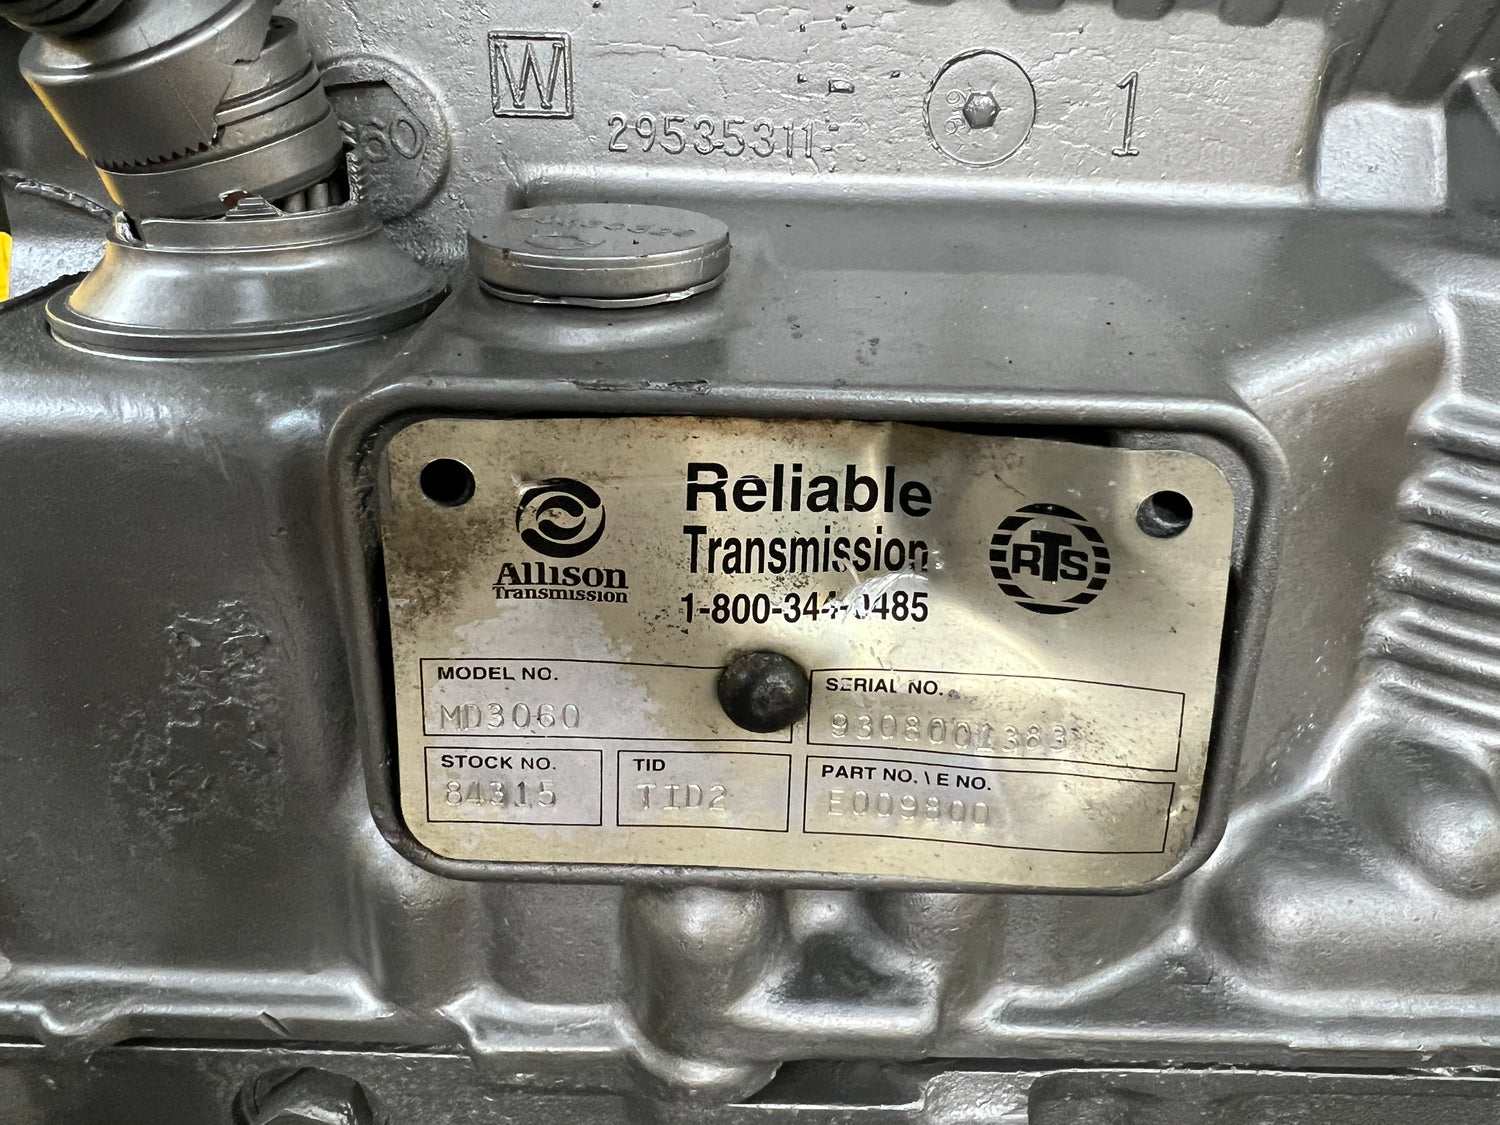 W
29535311
1
Reliable
Transmission
1-800-344-0485
Allison
Transmission
RTS
MODEL NO.
MD3060
SERIAL NO.
9308001383
STOCK NO.
84315
TID
TID2
PART NO. \ E NO.
E009800